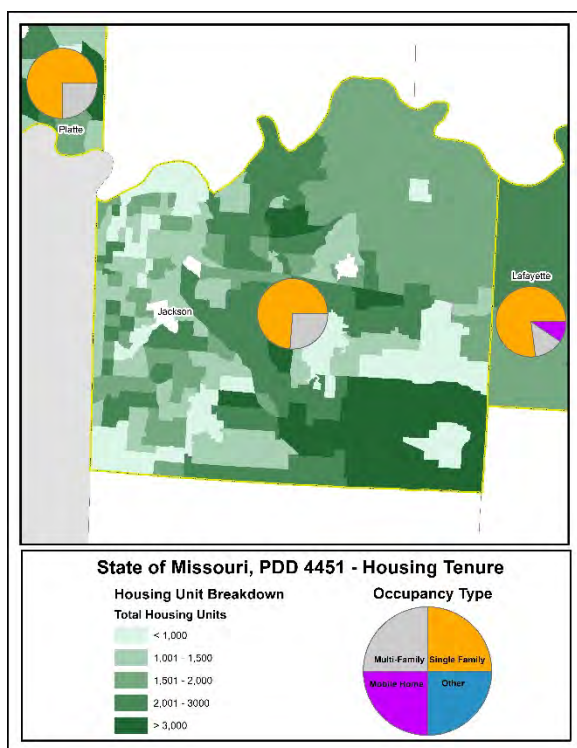 Platte
Lafayette
Jackson
State of Missouri, PDD 4451 - Housing Tenure
Housing Unit Breakdown
Total Housing Units
< 1,000
1,001 - 1,500
1,501 - 2,000
2,001 - 3000
> 3,000
Occupancy Type
Multi-Family Single Family
Mobile Home Other